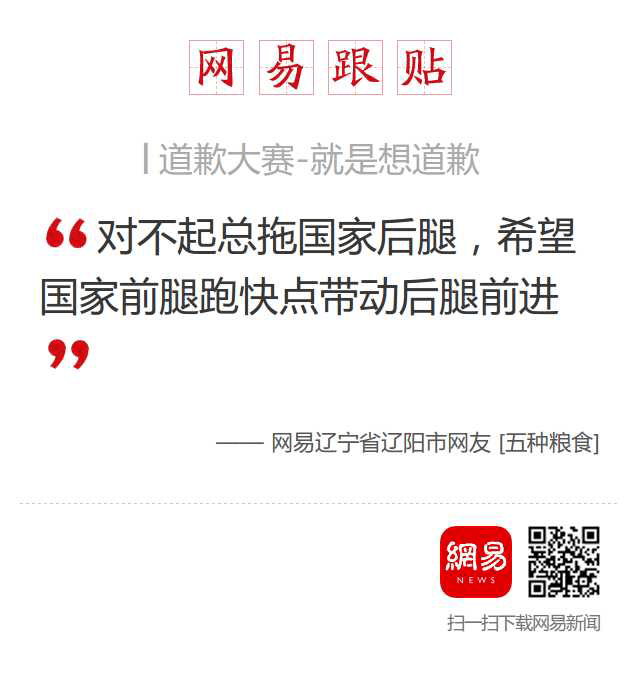 网易跟贴
道歉大赛-就是想道歉
“对不起总拖国家后腿，希望
国家前腿跑快点带动后腿前进
”
—— 网易辽宁省辽阳市网友 [五种粮食]
網易
NEWS
扫一扫下载网易新闻